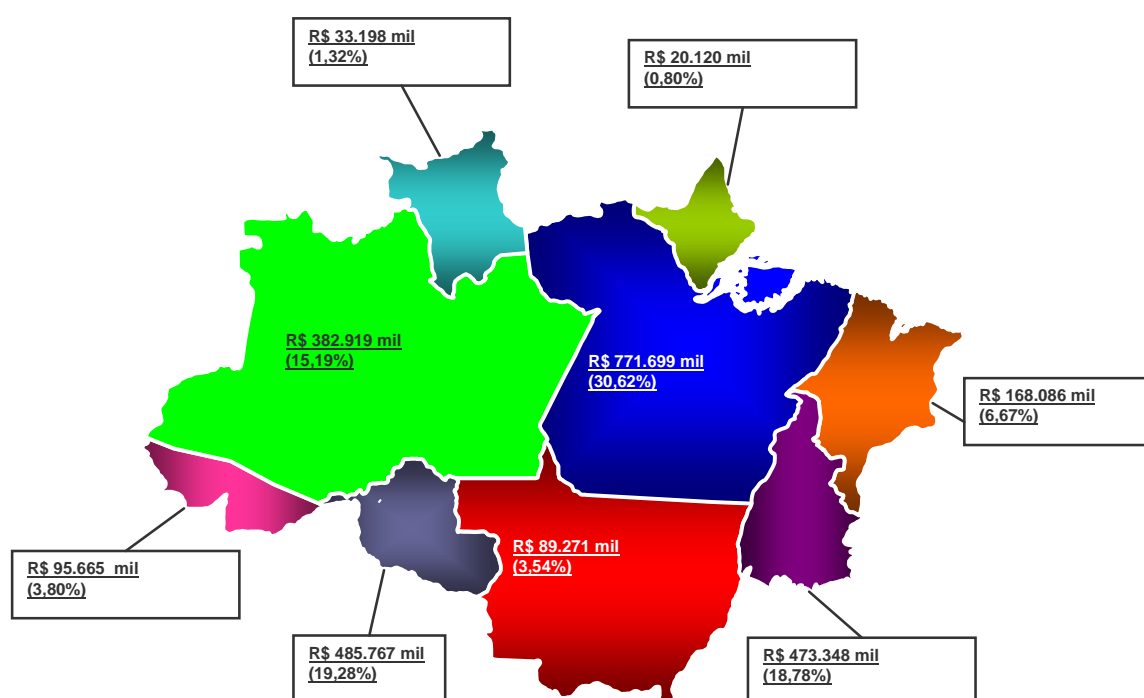 R$ 33.198 mil
(1,32%)
R$ 20.120 mil
(0,80%)
R$ 382.919 mil
(15,19%)
R$ 771.699 mil
(30,62%)
R$ 168.086 mil
(6,67%)
R$ 89.271 mil
(3,54%)
R$ 95.665  mil
(3,80%)
R$ 485.767 mil
(19,28%)
R$ 473.348 mil
(18,78%)